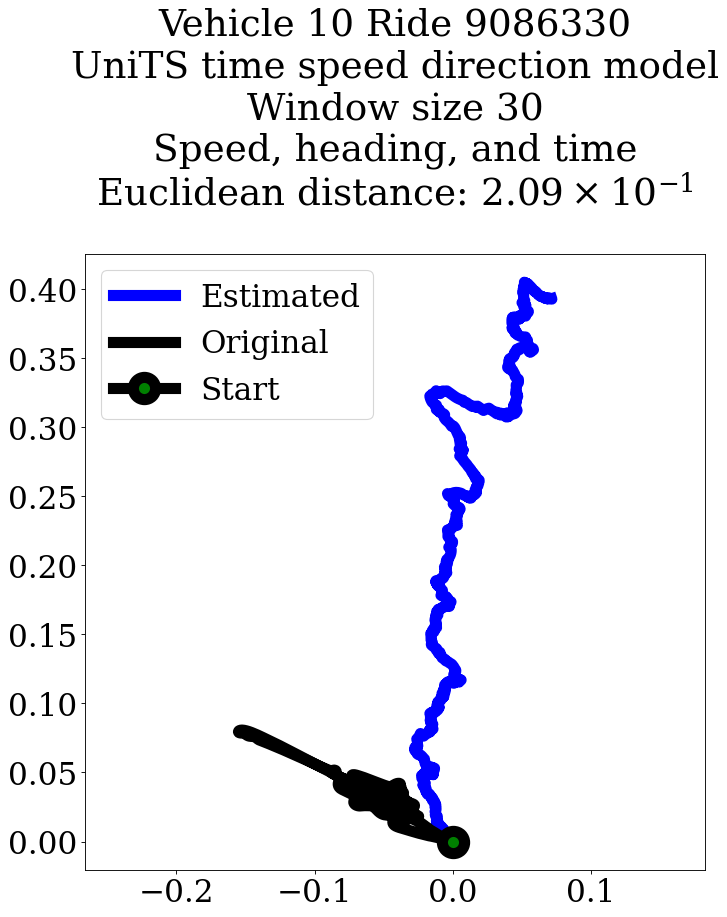 Vehicle 10 Ride 9086330
UniTS time speed direction model
Window size 30
Speed, heading, and time
Euclidean distance: 2.09 × 10⁻¹
Estimated
Original
Start
0.40
0.35
0.30
0.25
0.20
0.15
0.10
0.05
0.00
−0.2 −0.1 0.0 0.1